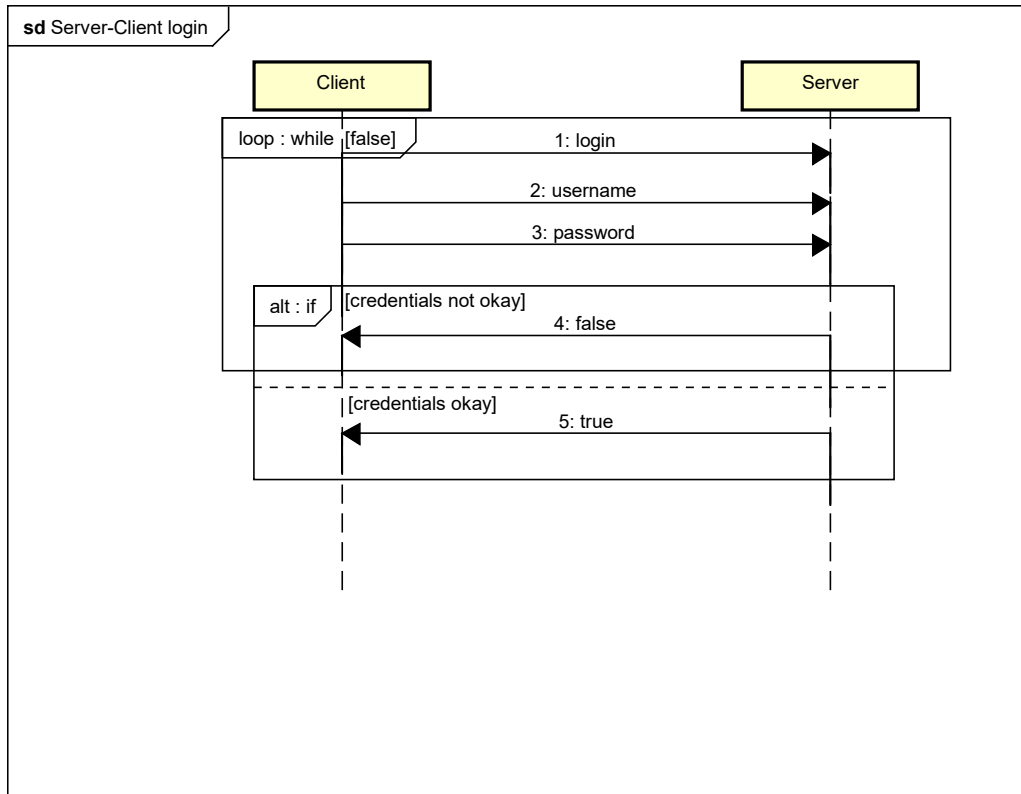 sd Server-Client login
Client
Server
loop : while [false]
1: login
2: username
3: password
alt : if
[credentials not okay]
4: false
[credentials okay]
5: true